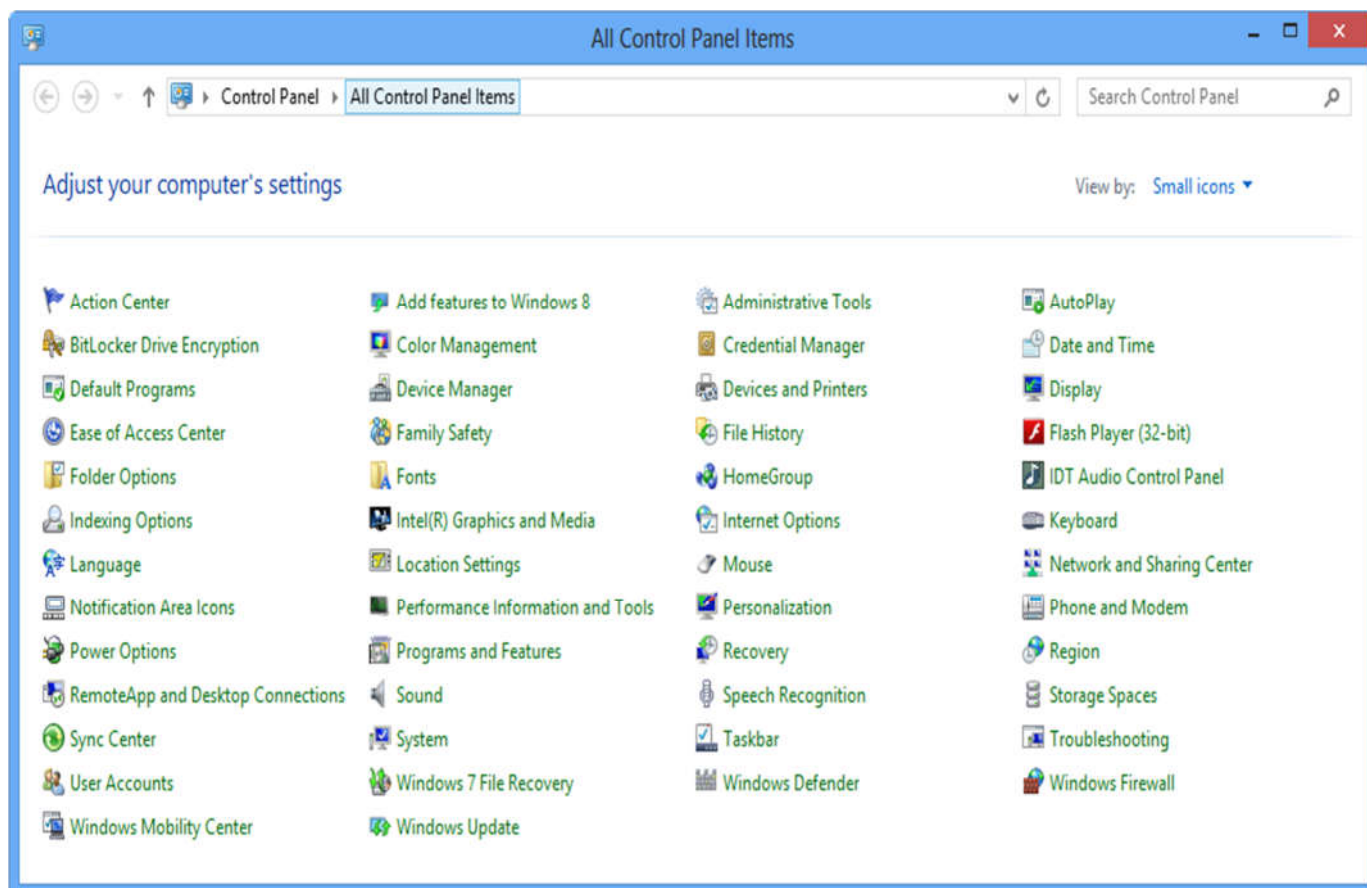 All Control Panel Items
Control Panel All Control Panel Items Search Control Panel
Adjust your computer's settings View by: Small icons
Action Center Add features to Windows 8 Administrative Tools AutoPlay
BitLocker Drive Encryption Color Management Credential Manager Date and Time
Default Programs Device Manager Devices and Printers Display
Ease of Access Center Family Safety File History Flash Player (32-bit)
Folder Options Fonts HomeGroup IDT Audio Control Panel
Indexing Options Intel(R) Graphics and Media Internet Options Keyboard
Language Location Settings Mouse Network and Sharing Center
Notification Area Icons Performance Information and Tools Personalization Phone and Modem
Power Options Programs and Features Recovery Region
RemoteApp and Desktop Connections Sound Speech Recognition Storage Spaces
Sync Center System Taskbar Troubleshooting
User Accounts Windows 7 File Recovery Windows Defender Windows Firewall
Windows Mobility Center Windows Update